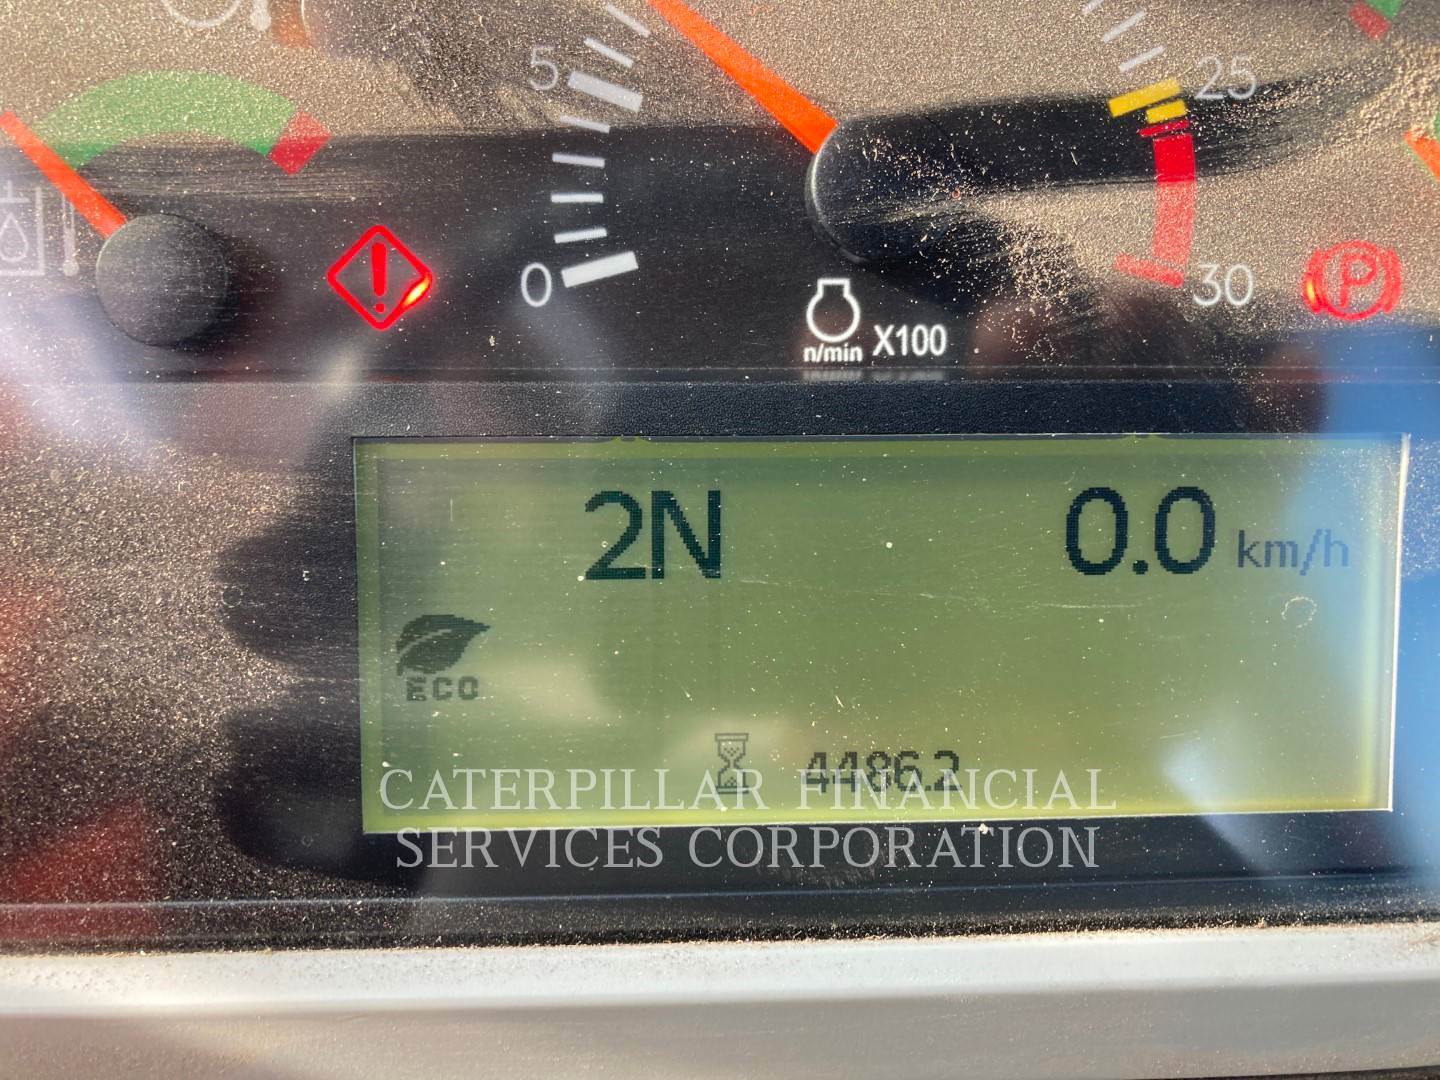 5
25
0
30
P
n/min X100
2N
0.0 km/h
ECO
4486.2
CATERPILLAR FINANCIAL
SERVICES CORPORATION